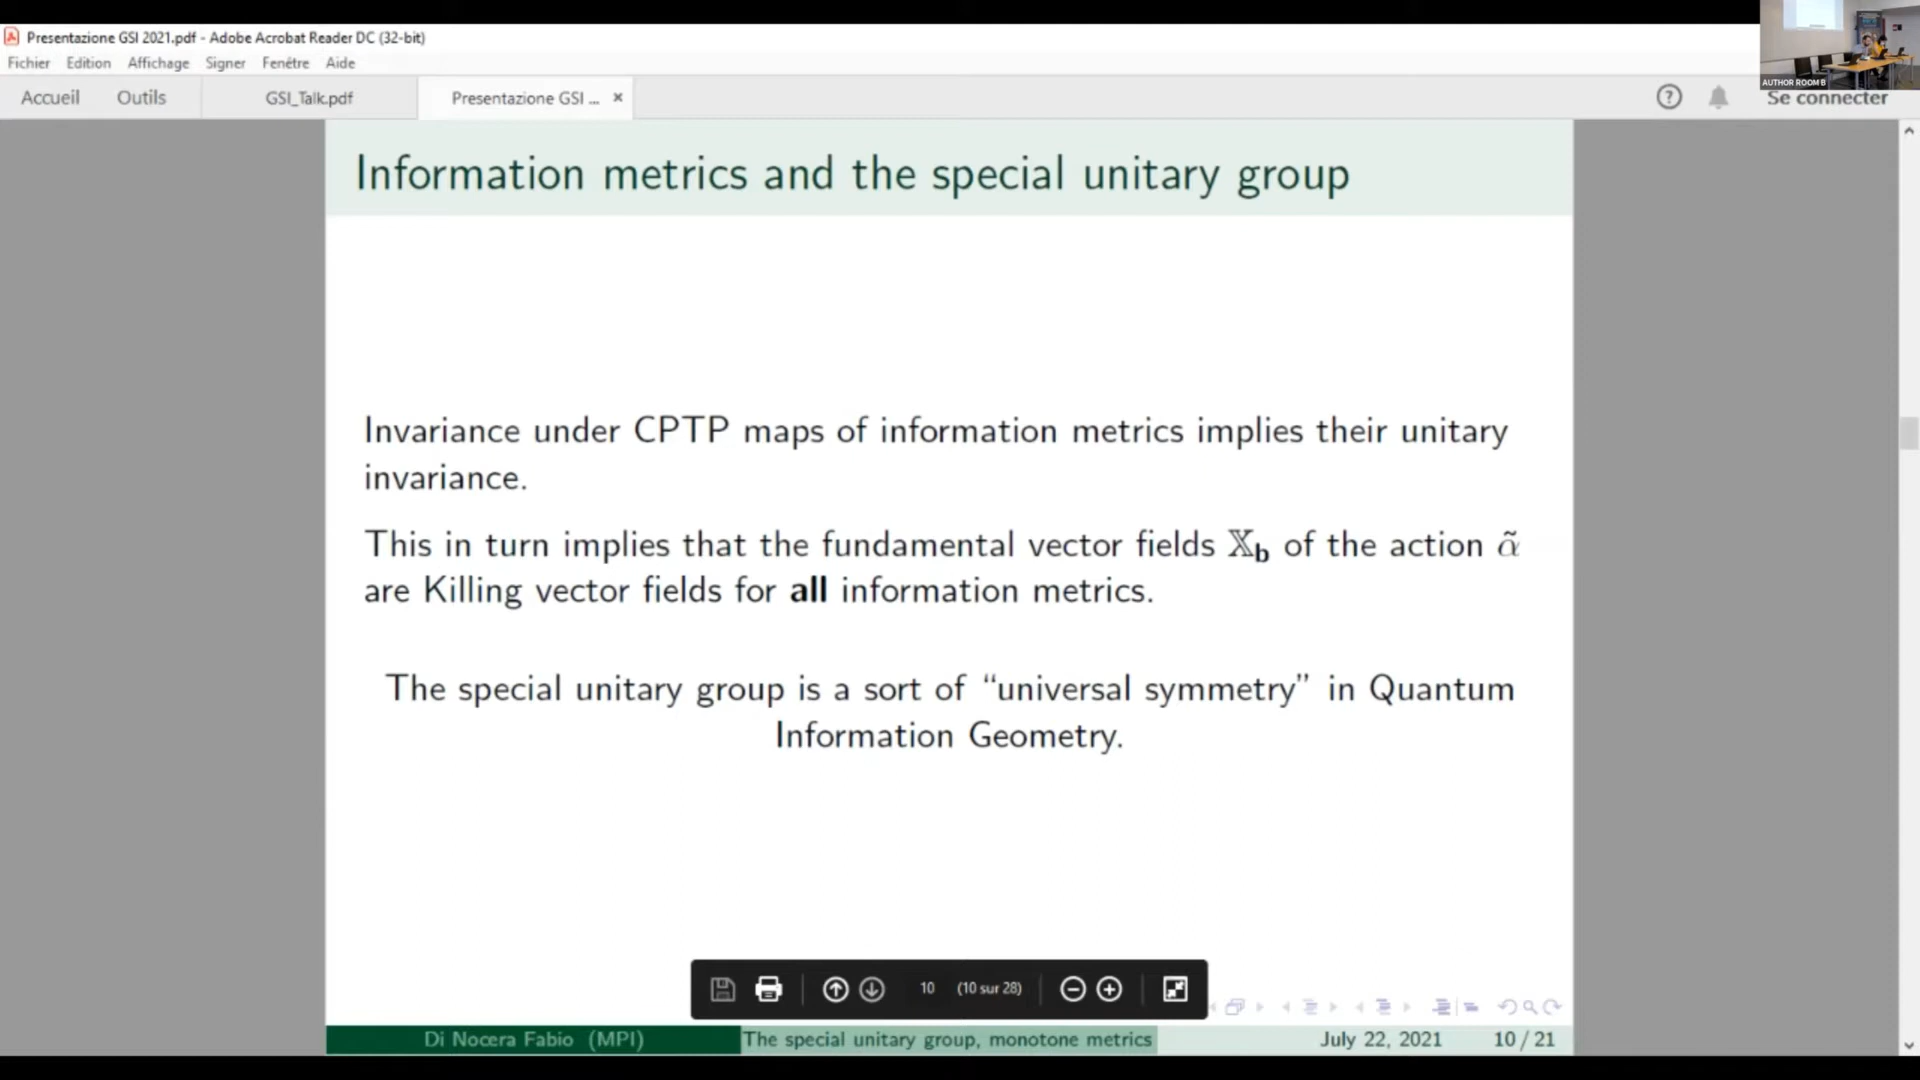 Presentazione GSI 2021.pdf - Adobe Acrobat Reader DC (32-bit)
Fichier Edition Affichage Signer Fenêtre Aide
Accueil Outils GSI_Talk.pdf Presentazione GSI ... × ? Se connecter
AUTHOR ROOM B
Information metrics and the special unitary group
Invariance under CPTP maps of information metrics implies their unitary
invariance.
This in turn implies that the fundamental vector fields 𝕏_b of the action α̃
are Killing vector fields for all information metrics.
The special unitary group is a sort of “universal symmetry” in Quantum
Information Geometry.
10 (10 sur 28)
Di Nocera Fabio (MPI) The special unitary group, monotone metrics July 22, 2021 10 / 21